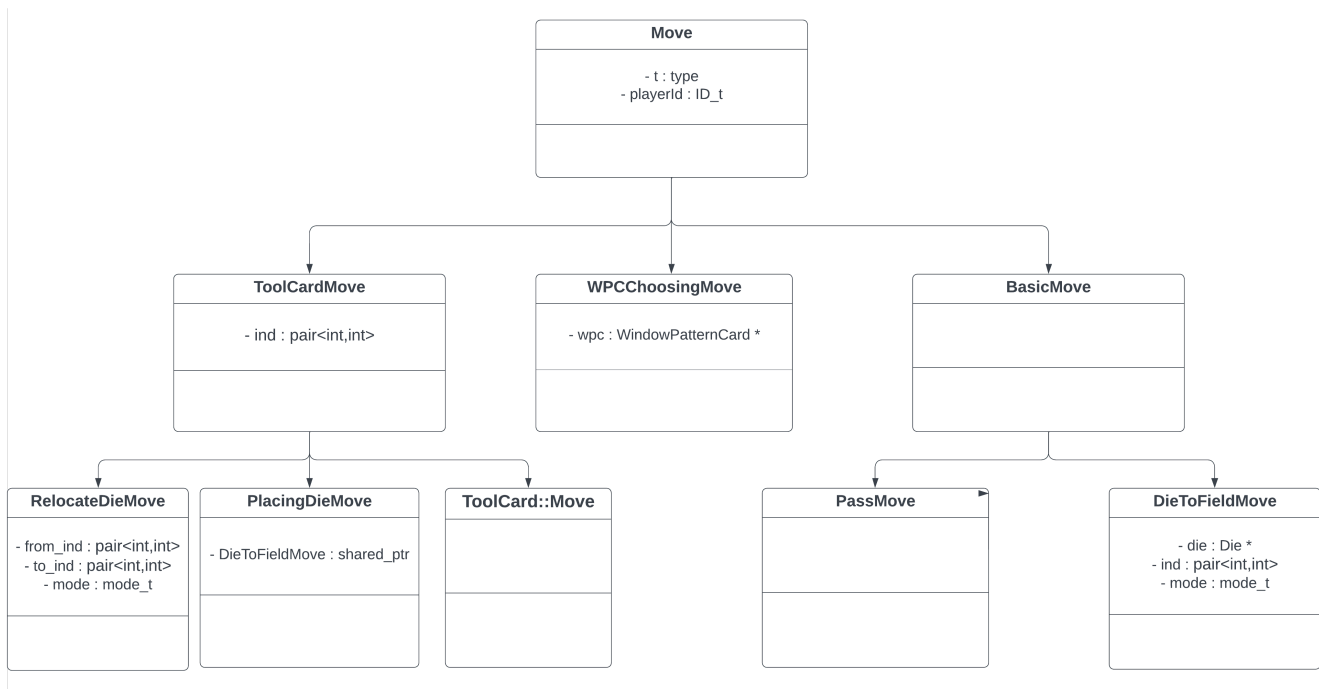 Move
- t : type
- playerId : ID_t
ToolCardMove
- ind : pair<int,int>
WPCChoosingMove
- wpc : WindowPatternCard *
BasicMove
RelocateDieMove
- from_ind : pair<int,int>
- to_ind : pair<int,int>
- mode : mode_t
PlacingDieMove
- DieToFieldMove : shared_ptr
ToolCard::Move
PassMove
DieToFieldMove
- die : Die *
- ind : pair<int,int>
- mode : mode_t